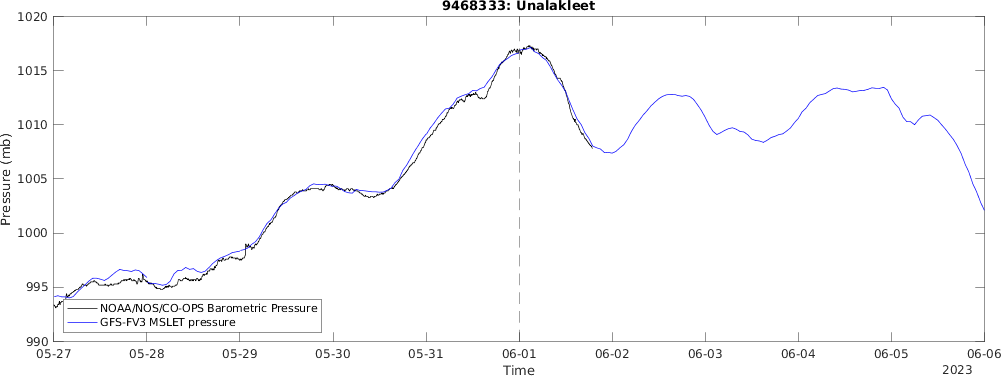 9468333: Unalakleet
1020
1015
1010
1005
1000
995
990
Pressure (mb)
NOAA/NOS/CO-OPS Barometric Pressure
GFS-FV3 MSLET pressure
05-27 05-28 05-29 05-30 05-31 06-01 06-02 06-03 06-04 06-05 06-06
Time
2023